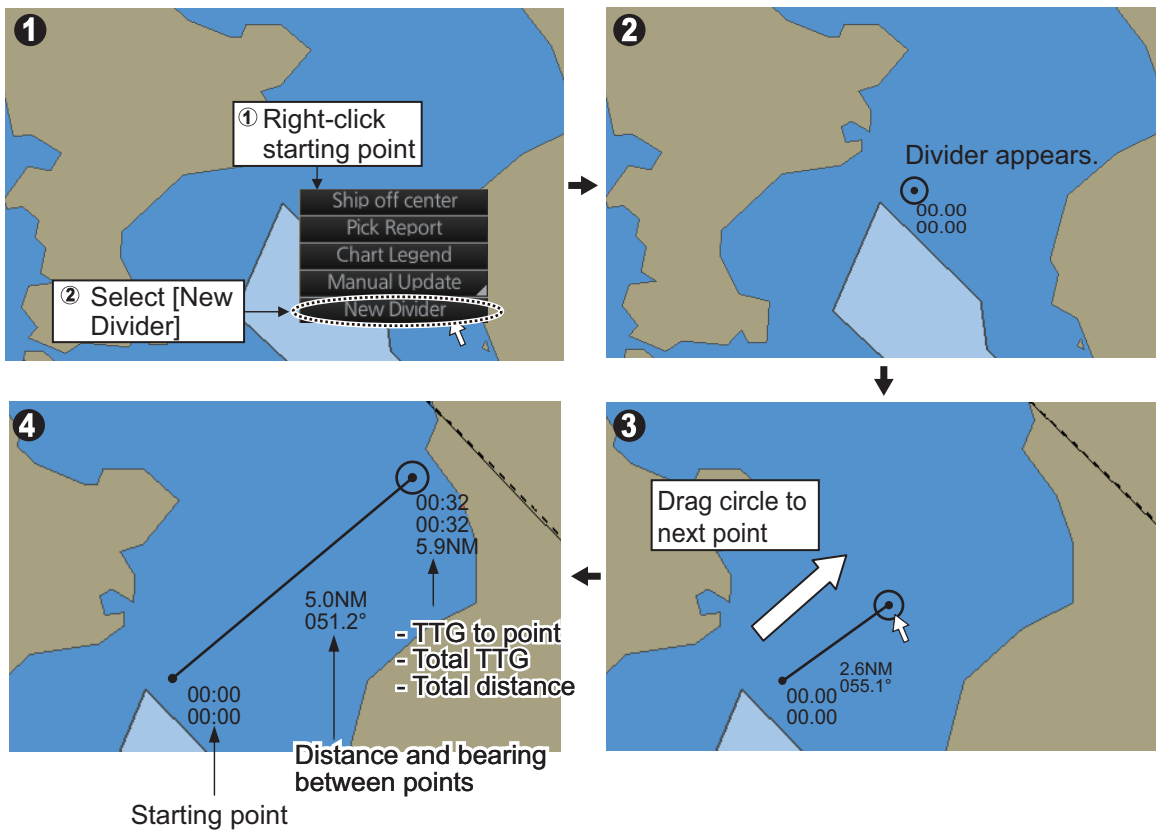 1
① Right-click
starting point
Ship off center
Pick Report
Chart Legend
Manual Update
New Divider
② Select [New
Divider]
2
Divider appears.
00.00
00.00
3
Drag circle to
next point
2.6NM
055.1°
00.00
00.00
4
00:32
00:32
5.9NM
5.0NM
051.2°
- TTG to point
- Total TTG
- Total distance
00:00
00:00
Distance and bearing
between points
Starting point